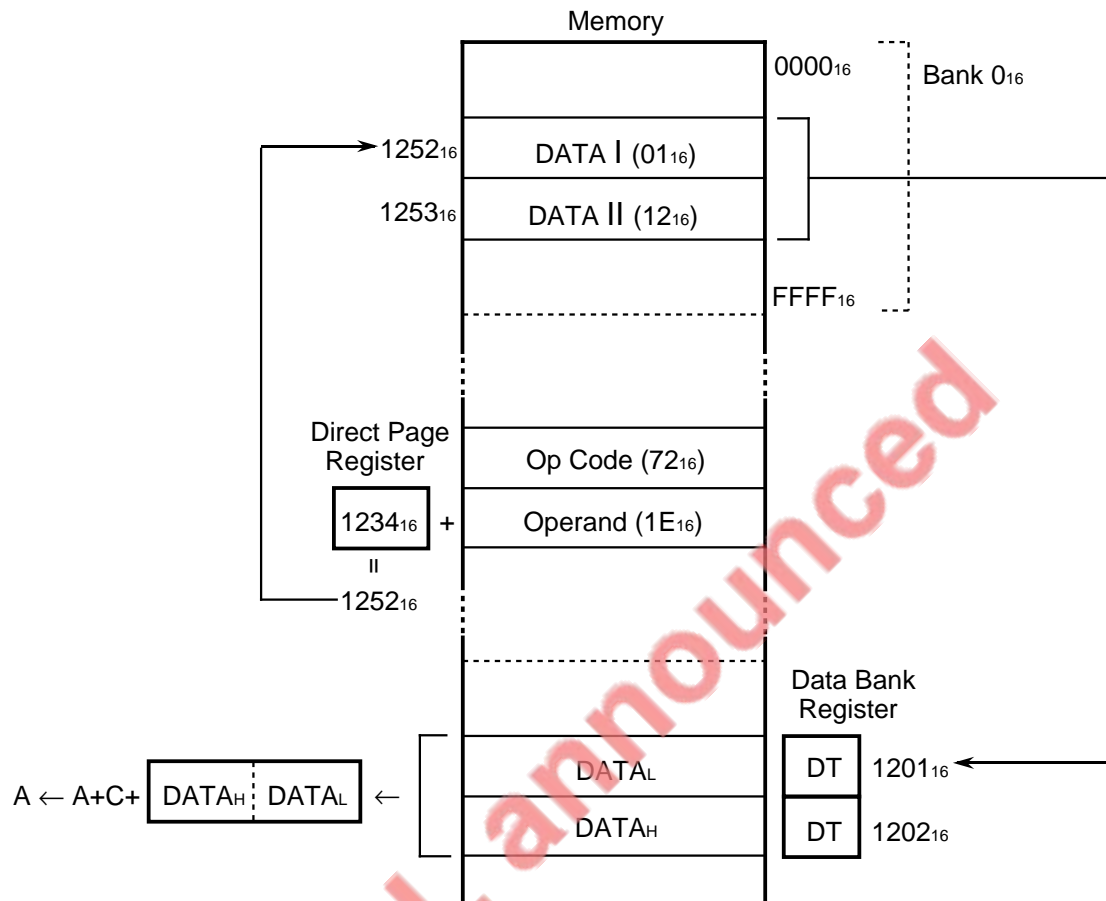 Memory
0000₁₆
Bank 0₁₆
1252₁₆ DATA I (01₁₆)
1253₁₆ DATA II (12₁₆)
FFFF₁₆
Direct Page
Register
Op Code (72₁₆)
1234₁₆ + Operand (1E₁₆)
=
1252₁₆
Data Bank
Register
DATAL DT 1201₁₆
A ← A+C+ DATAH DATAL ←
DATAH DT 1202₁₆
announced